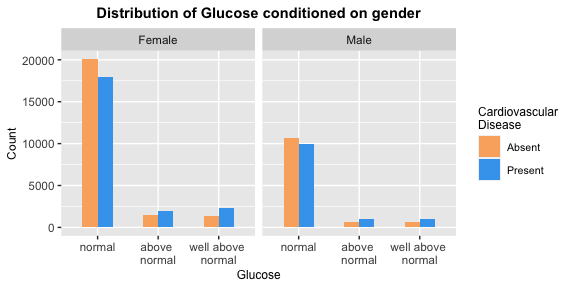 Distribution of Glucose conditioned on gender
Female
Male
20000
15000
10000
5000
0
Count
normal
above
normal
well above
normal
normal
above
normal
well above
normal
Glucose
Cardiovascular
Disease
Absent
Present